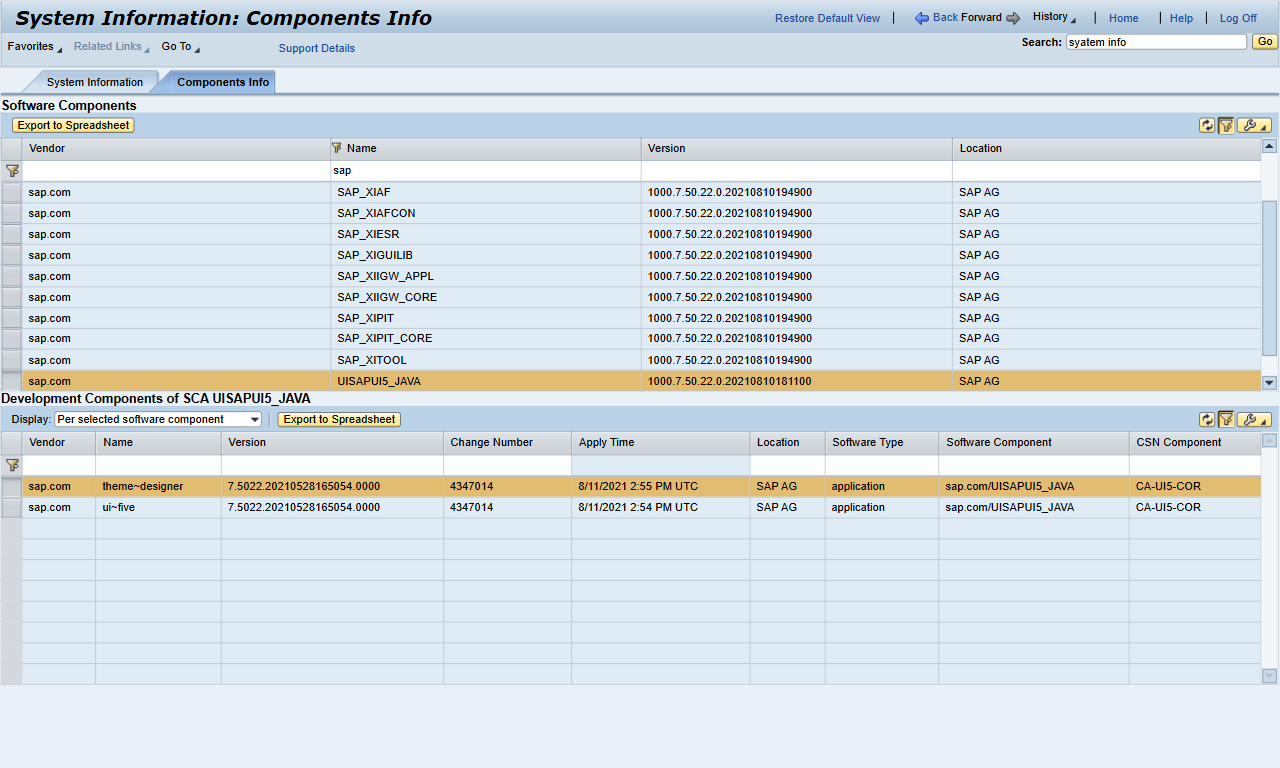 System Information: Components Info
Restore Default View | Back Forward History | Home | Help | Log Off
Favorites Related Links Go To Support Details Search: syatem info Go
System Information Components Info
Software Components
Export to Spreadsheet
Vendor Name Version Location
sap
sap.com SAP_XIAF 1000.7.50.22.0.20210810194900 SAP AG
sap.com SAP_XIAFCON 1000.7.50.22.0.20210810194900 SAP AG
sap.com SAP_XIESR 1000.7.50.22.0.20210810194900 SAP AG
sap.com SAP_XIGUILIB 1000.7.50.22.0.20210810194900 SAP AG
sap.com SAP_XIIGW_APPL 1000.7.50.22.0.20210810194900 SAP AG
sap.com SAP_XIIGW_CORE 1000.7.50.22.0.20210810194900 SAP AG
sap.com SAP_XIPIT 1000.7.50.22.0.20210810194900 SAP AG
sap.com SAP_XIPIT_CORE 1000.7.50.22.0.20210810194900 SAP AG
sap.com SAP_XITOOL 1000.7.50.22.0.20210810194900 SAP AG
sap.com UISAPUI5_JAVA 1000.7.50.22.0.20210810181100 SAP AG
Development Components of SCA UISAPUI5_JAVA
Display: Per selected software component Export to Spreadsheet
Vendor Name Version Change Number Apply Time Location Software Type Software Component CSN Component
sap.com theme~designer 7.5022.20210528165054.0000 4347014 8/11/2021 2:55 PM UTC SAP AG application sap.com/UISAPUI5_JAVA CA-UI5-COR
sap.com ui~five 7.5022.20210528165054.0000 4347014 8/11/2021 2:54 PM UTC SAP AG application sap.com/UISAPUI5_JAVA CA-UI5-COR